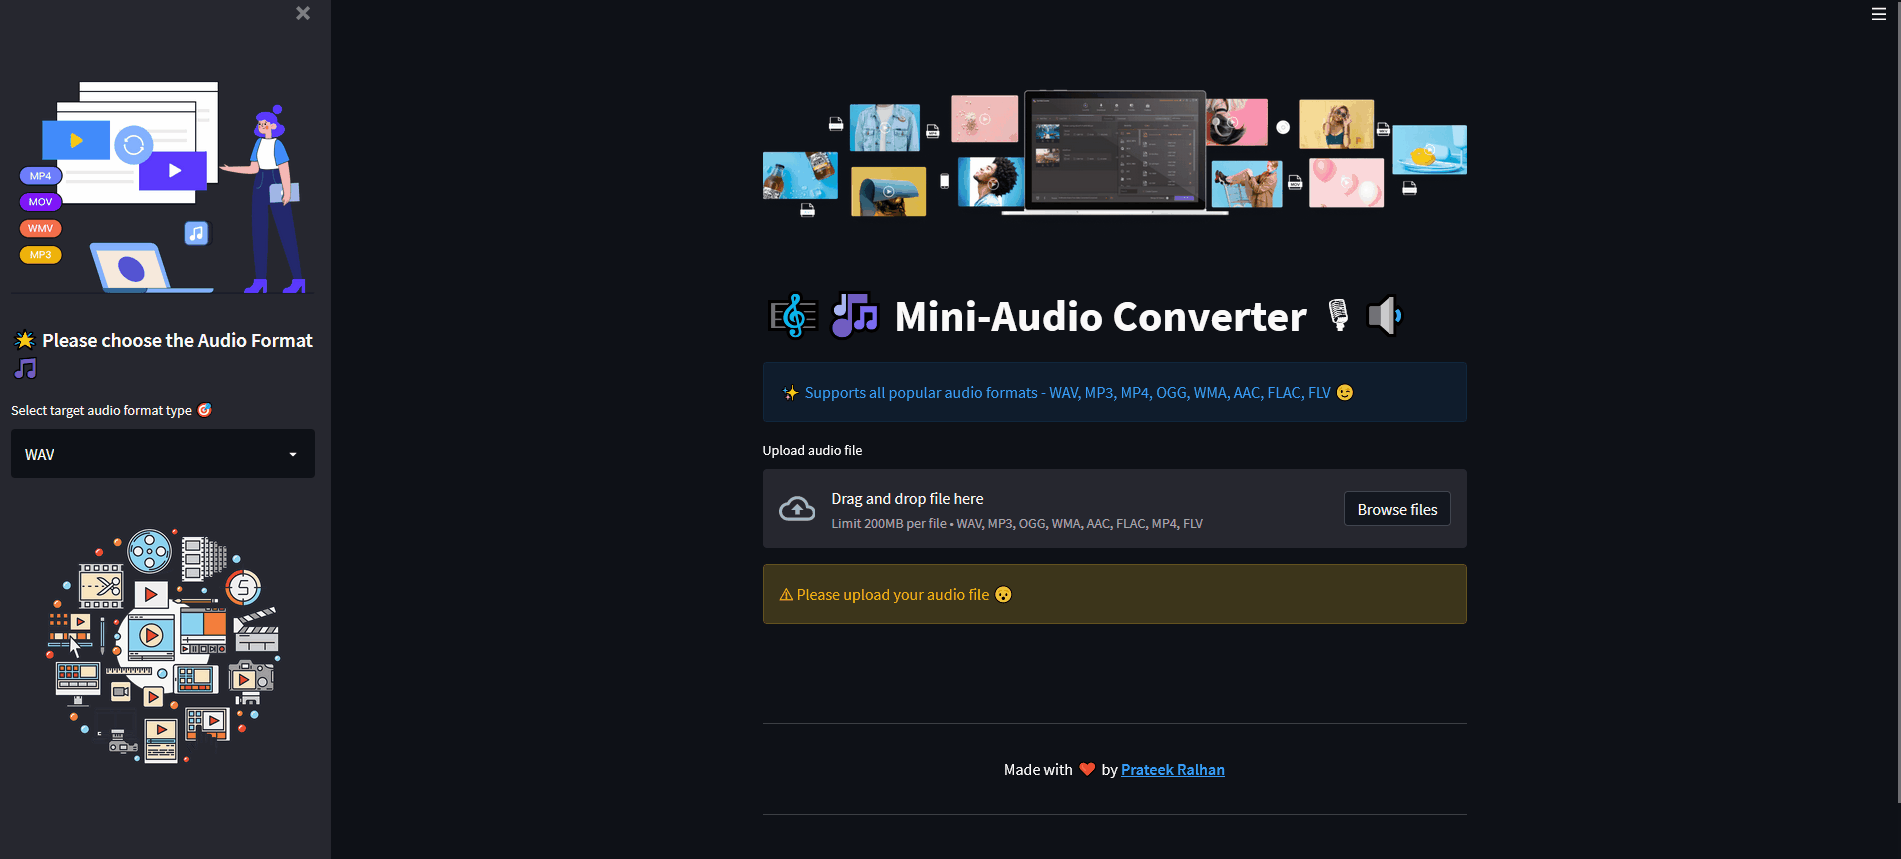 MP4
MOV
WMV
MP3
🌟 Please choose the Audio Format
🎵
Select target audio format type 🎯
WAV
🎼 🎵 Mini-Audio Converter 🎙 🔉
✨ Supports all popular audio formats - WAV, MP3, MP4, OGG, WMA, AAC, FLAC, FLV 😉
Upload audio file
Drag and drop file here
Limit 200MB per file • WAV, MP3, OGG, WMA, AAC, FLAC, MP4, FLV
Browse files
⚠ Please upload your audio file 😯
Made with ❤️ by Prateek Ralhan